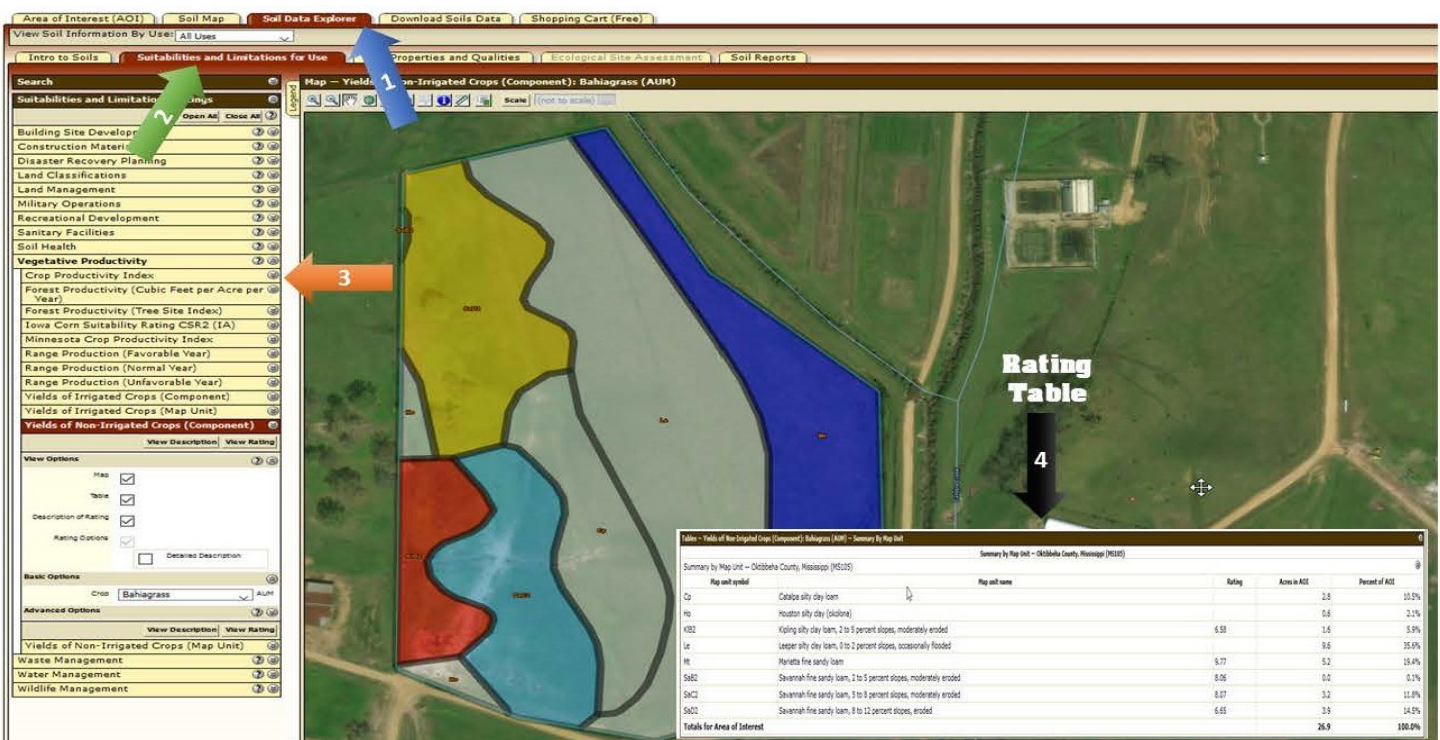 Area of Interest (AOI) Soil Map Soil Data Explorer Download Soils Data Shopping Cart (Free)
View Soil Information By Use: All Uses
Intro to Soils Suitabilities and Limitations for Use Properties and Qualities Ecological Site Assessment Soil Reports
1
2
Search
Suitabilities and Limitations Ratings
Open All Close All
Building Site Develop
Construction Materi
Disaster Recovery Planning
Land Classifications
Land Management
Military Operations
Recreational Development
Sanitary Facilities
Soil Health
Vegetative Productivity
Crop Productivity Index
Forest Productivity (Cubic Feet per Acre per
Year)
Forest Productivity (Tree Site Index)
Iowa Corn Suitability Rating CSR2 (IA)
Minnesota Crop Productivity Index
Range Production (Favorable Year)
Range Production (Normal Year)
Range Production (Unfavorable Year)
Yields of Irrigated Crops (Component)
Yields of Irrigated Crops (Map Unit)
Yields of Non-Irrigated Crops (Component)
View Description View Rating
View Options
Map
Table
Description of Rating
Rating Options
Detailed Description
Basic Options
Crop Bahiagrass AUM
Advanced Options
View Description View Rating
Yields of Non-Irrigated Crops (Map Unit)
Waste Management
Water Management
Wildlife Management
3
Legend
Map — Yields Non-Irrigated Crops (Component): Bahiagrass (AUM)
Scale (not to scale)
Le
Cp
Rating
Table
4
Tables — Yields of Non-Irrigated Crops (Component): Bahiagrass (AUM) — Summary By Map Unit
Summary by Map Unit — Oktibbeha County, Mississippi (MS105)
Summary by Map Unit — Oktibbeha County, Mississippi (MS105)
Map unit symbol Map unit name Rating Acres in AOI Percent of AOI
Cp Catalpa silty clay loam 2.8 10.5%
Ho Houston silty clay (okolona) 0.6 2.1%
KlB2 Kipling silty clay loam, 2 to 5 percent slopes, moderately eroded 6.58 1.6 5.9%
Le Leeper silty clay loam, 0 to 2 percent slopes, occasionally flooded 9.6 35.6%
Mt Marietta fine sandy loam 9.77 5.2 19.4%
SaB2 Savannah fine sandy loam, 2 to 5 percent slopes, moderately eroded 8.06 0.0 0.1%
SaC2 Savannah fine sandy loam, 5 to 8 percent slopes, moderately eroded 8.07 3.2 11.8%
SaD2 Savannah fine sandy loam, 8 to 12 percent slopes, eroded 6.65 3.9 14.5%
Totals for Area of Interest 26.9 100.0%